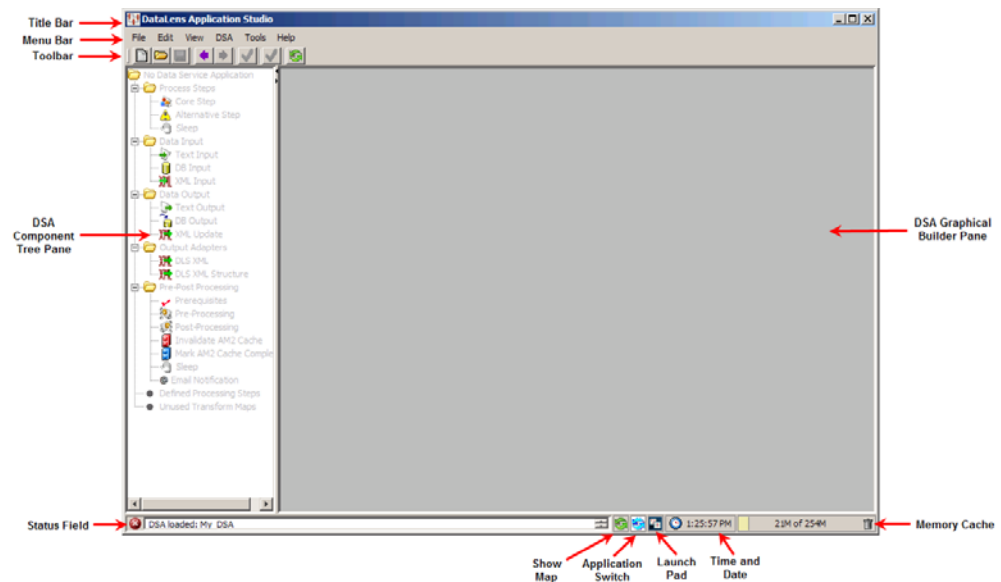 Title Bar
DataLens Application Studio
Menu Bar
File Edit View DSA Tools Help
Toolbar
No Data Service Application
Process Steps
Core Step
Alternative Step
Sleep
Data Input
Text Input
DB Input
XML Input
Data Output
Text Output
DB Output
XML Update
Output Adapters
DLS XML
DLS XML Structure
Pre-Post Processing
Prerequisites
Pre-Processing
Post-Processing
Invalidate AM2 Cache
Mark AM2 Cache Comple
Sleep
Email Notification
Defined Processing Steps
Unused Transform Maps
DSA
Component
Tree Pane
DSA Graphical
Builder Pane
Status Field
DSA loaded: My DSA
1:25:57 PM
21M of 254M
Memory Cache
Show
Map
Application
Switch
Launch
Pad
Time and
Date